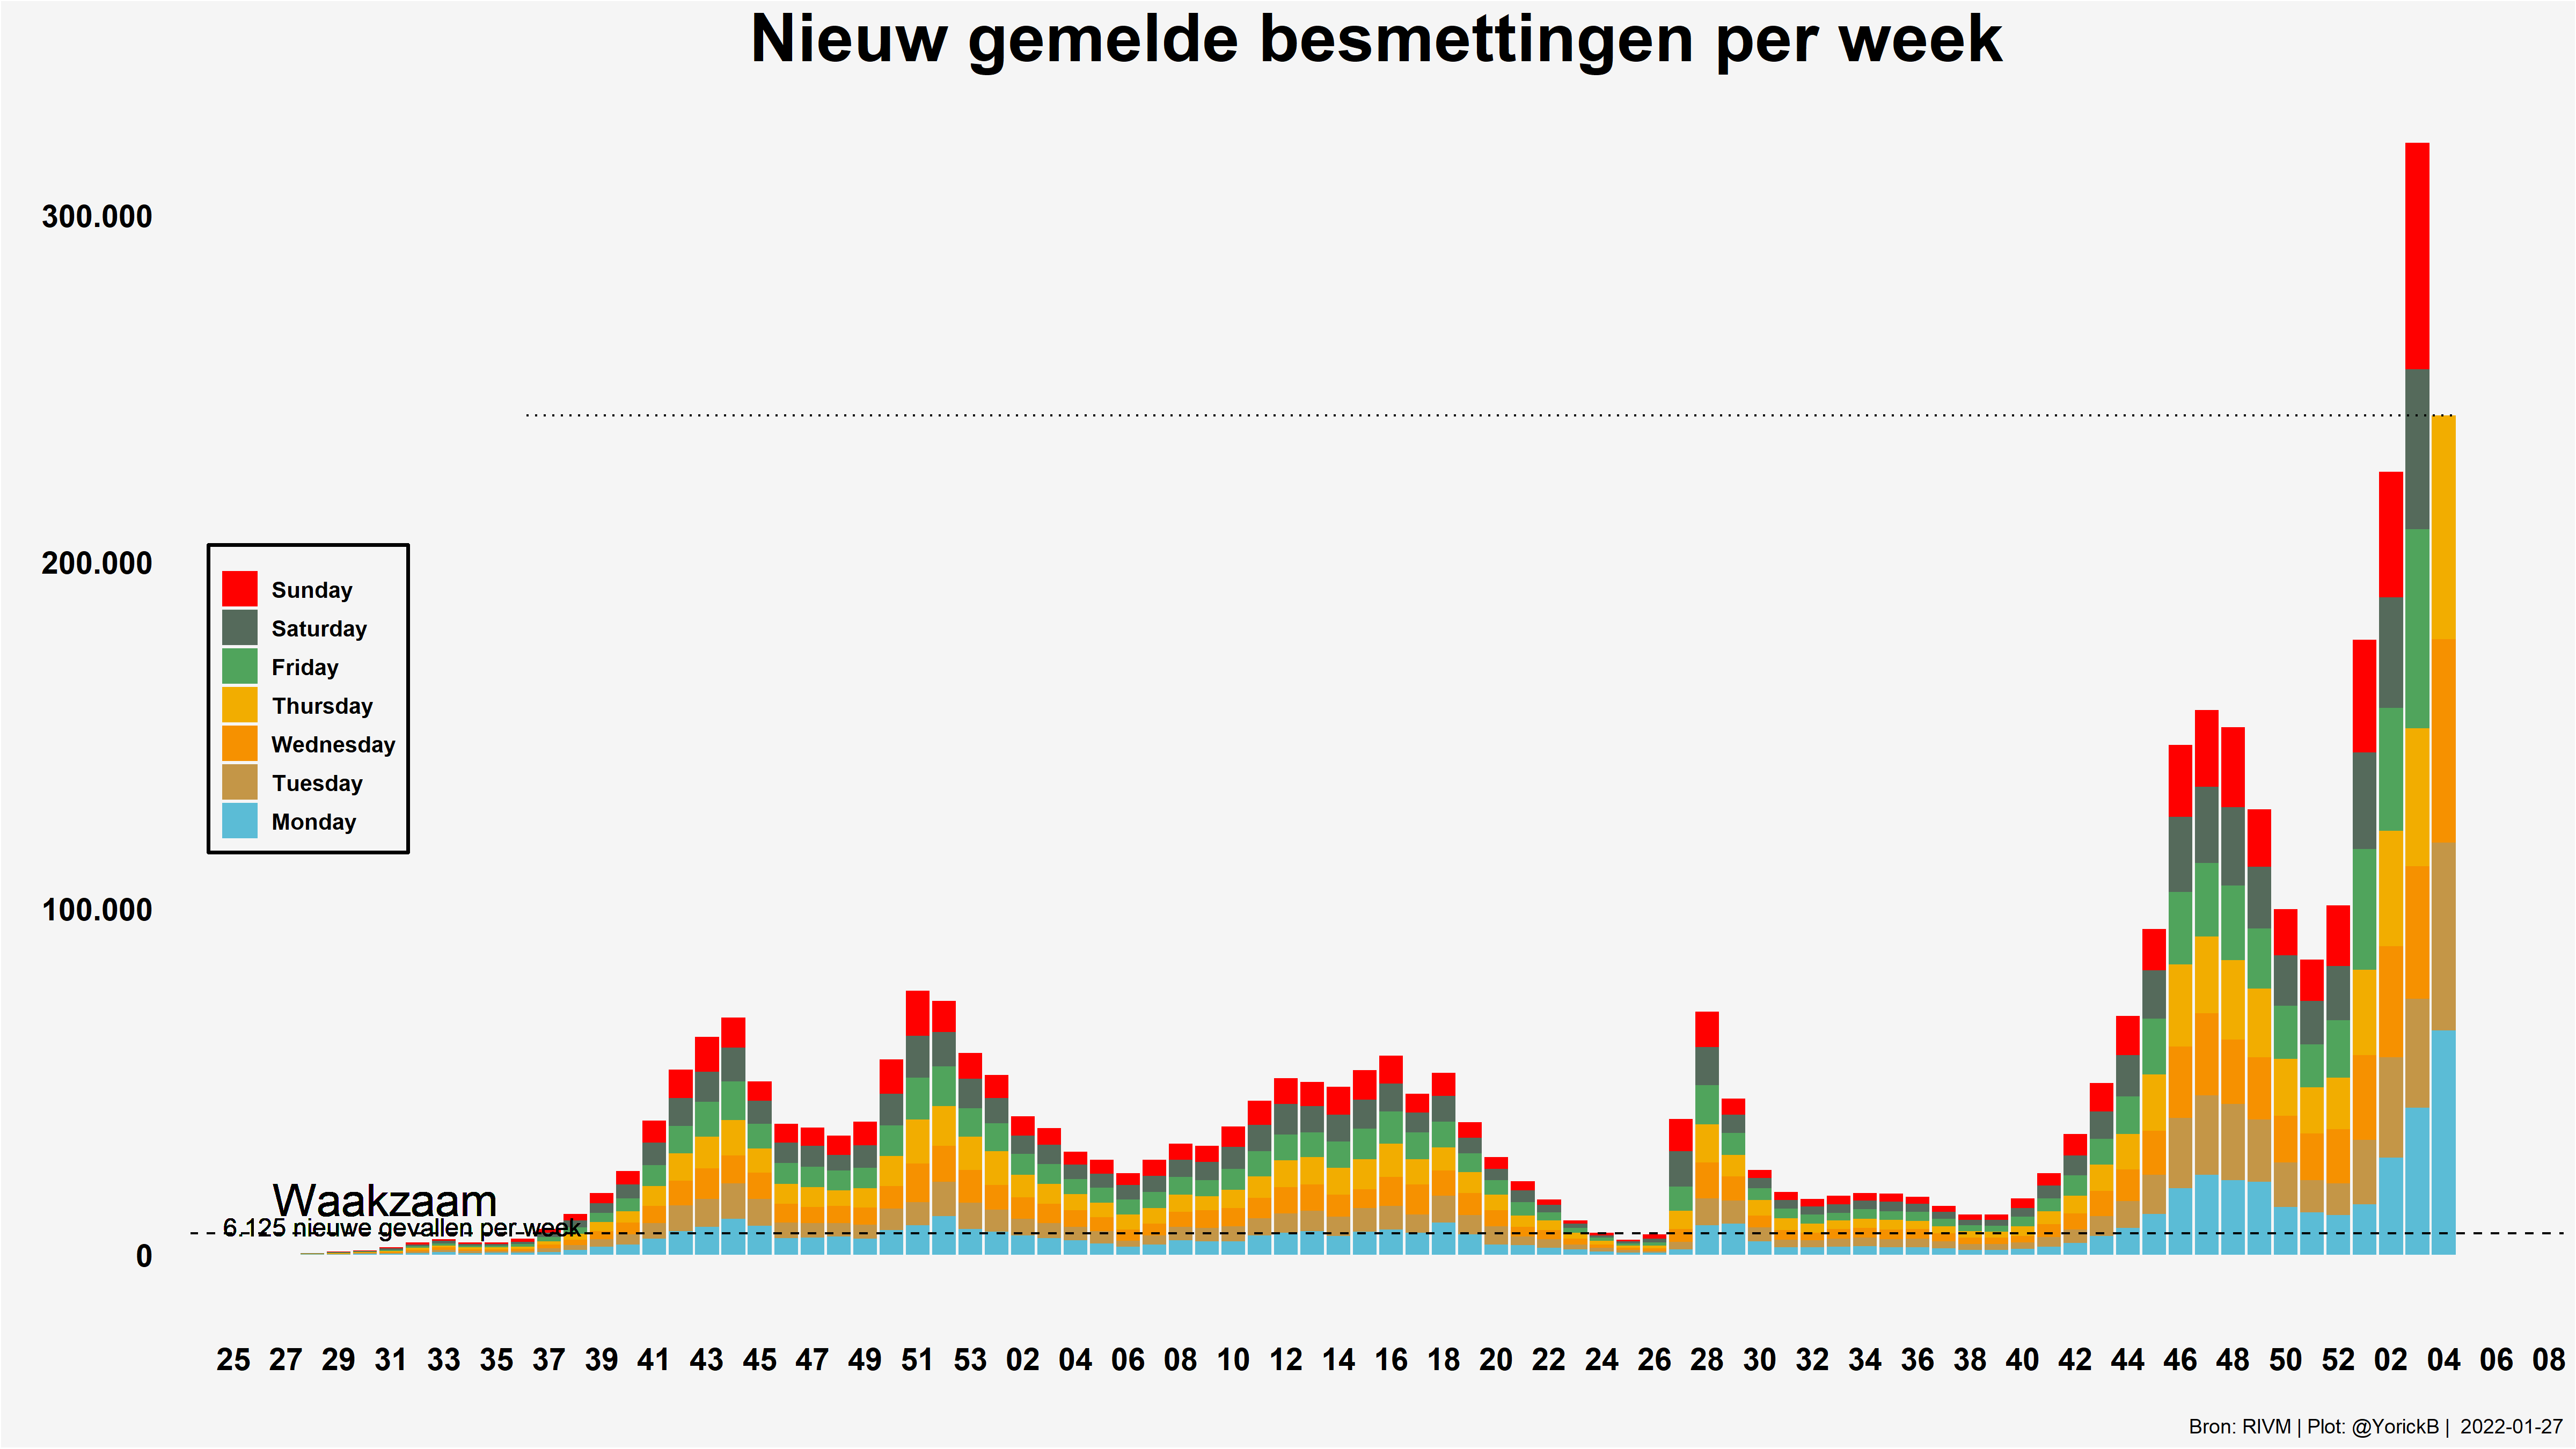 Nieuw gemelde besmettingen per week
300.000
200.000
100.000
0
Sunday
Saturday
Friday
Thursday
Wednesday
Tuesday
Monday
Waakzaam
6.125 nieuwe gevallen per week
25 27 29 31 33 35 37 39 41 43 45 47 49 51 53 02 04 06 08 10 12 14 16 18 20 22 24 26 28 30 32 34 36 38 40 42 44 46 48 50 52 02 04 06 08
Bron: RIVM | Plot: @YorickB | 2022-01-27